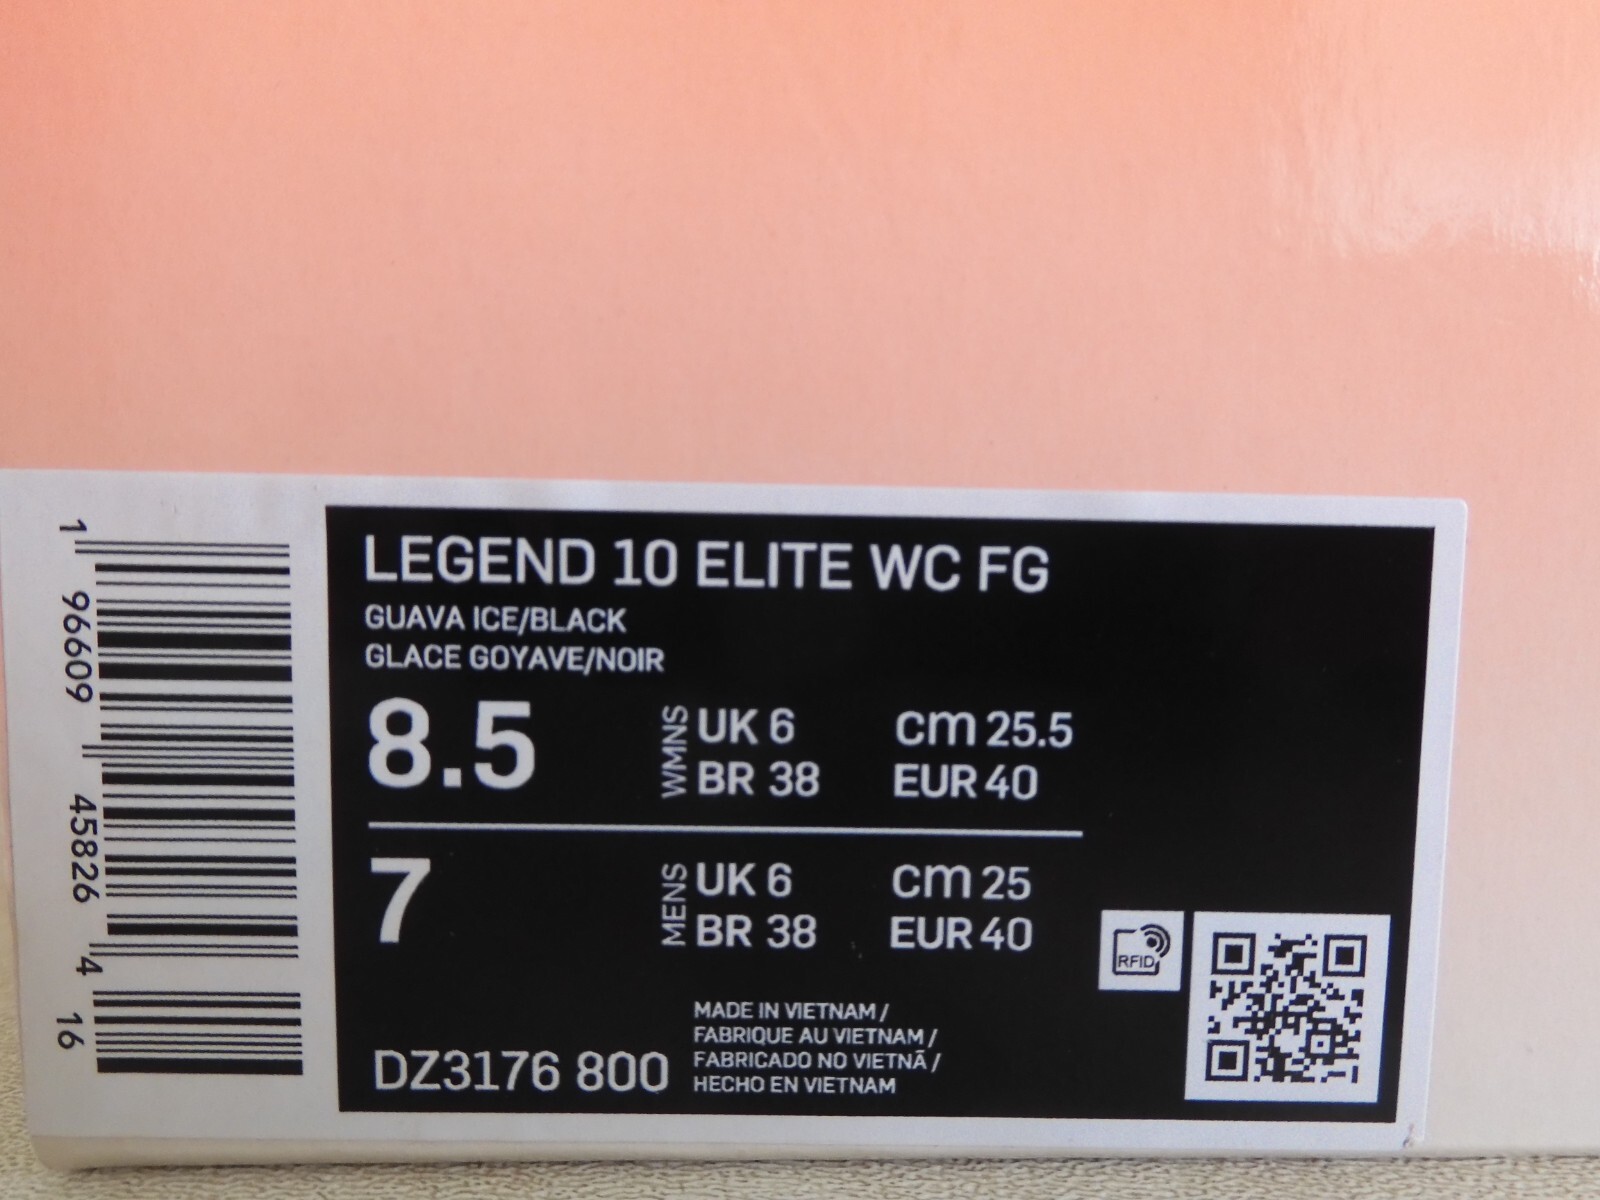 LEGEND 10 ELITE WC FG
GUAVA ICE/BLACK
GLACE GOYAVE/NOIR
8.5 WMNS UK 6 cm 25.5
BR 38 EUR 40
7 MENS UK 6 cm 25
BR 38 EUR 40
DZ3176 800
MADE IN VIETNAM /
FABRIQUE AU VIETNAM /
FABRICADO NO VIETNÃ /
HECHO EN VIETNAM
RFID
1 96609 45826 4 16